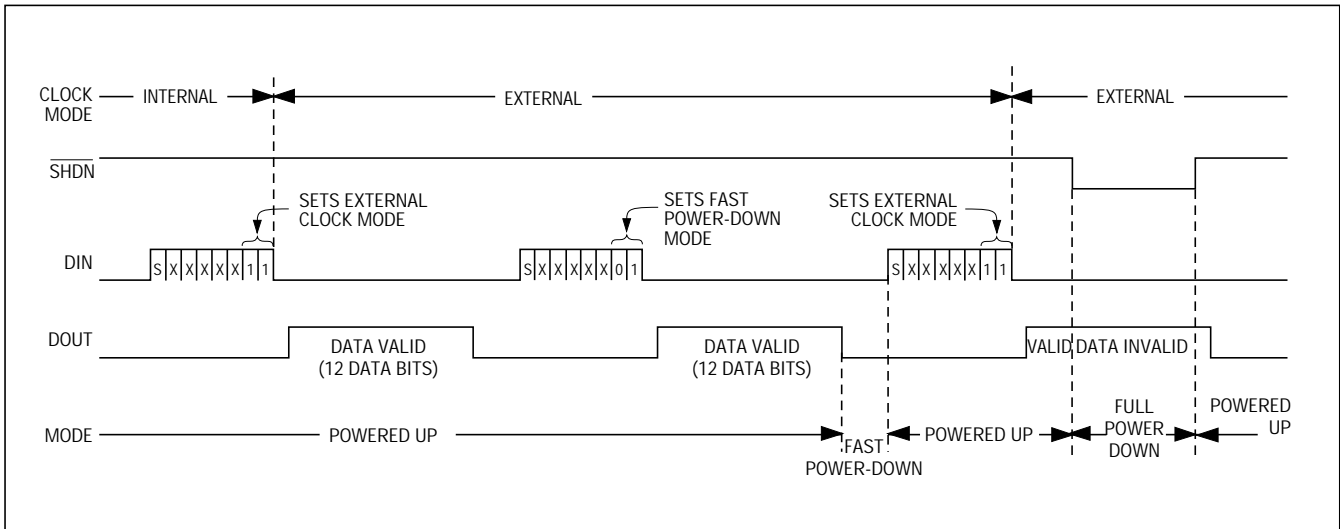 CLOCK MODE
INTERNAL
EXTERNAL
EXTERNAL
SHDN
SETS EXTERNAL
CLOCK MODE
SETS FAST
POWER-DOWN
MODE
SETS EXTERNAL
CLOCK MODE
DIN
S X X X X X 1 1
S X X X X X 0 1
S X X X X X 1 1
DOUT
DATA VALID
(12 DATA BITS)
DATA VALID
(12 DATA BITS)
VALID
DATA INVALID
MODE
POWERED UP
FAST
POWER-DOWN
POWERED UP
FULL
POWER
DOWN
POWERED
UP